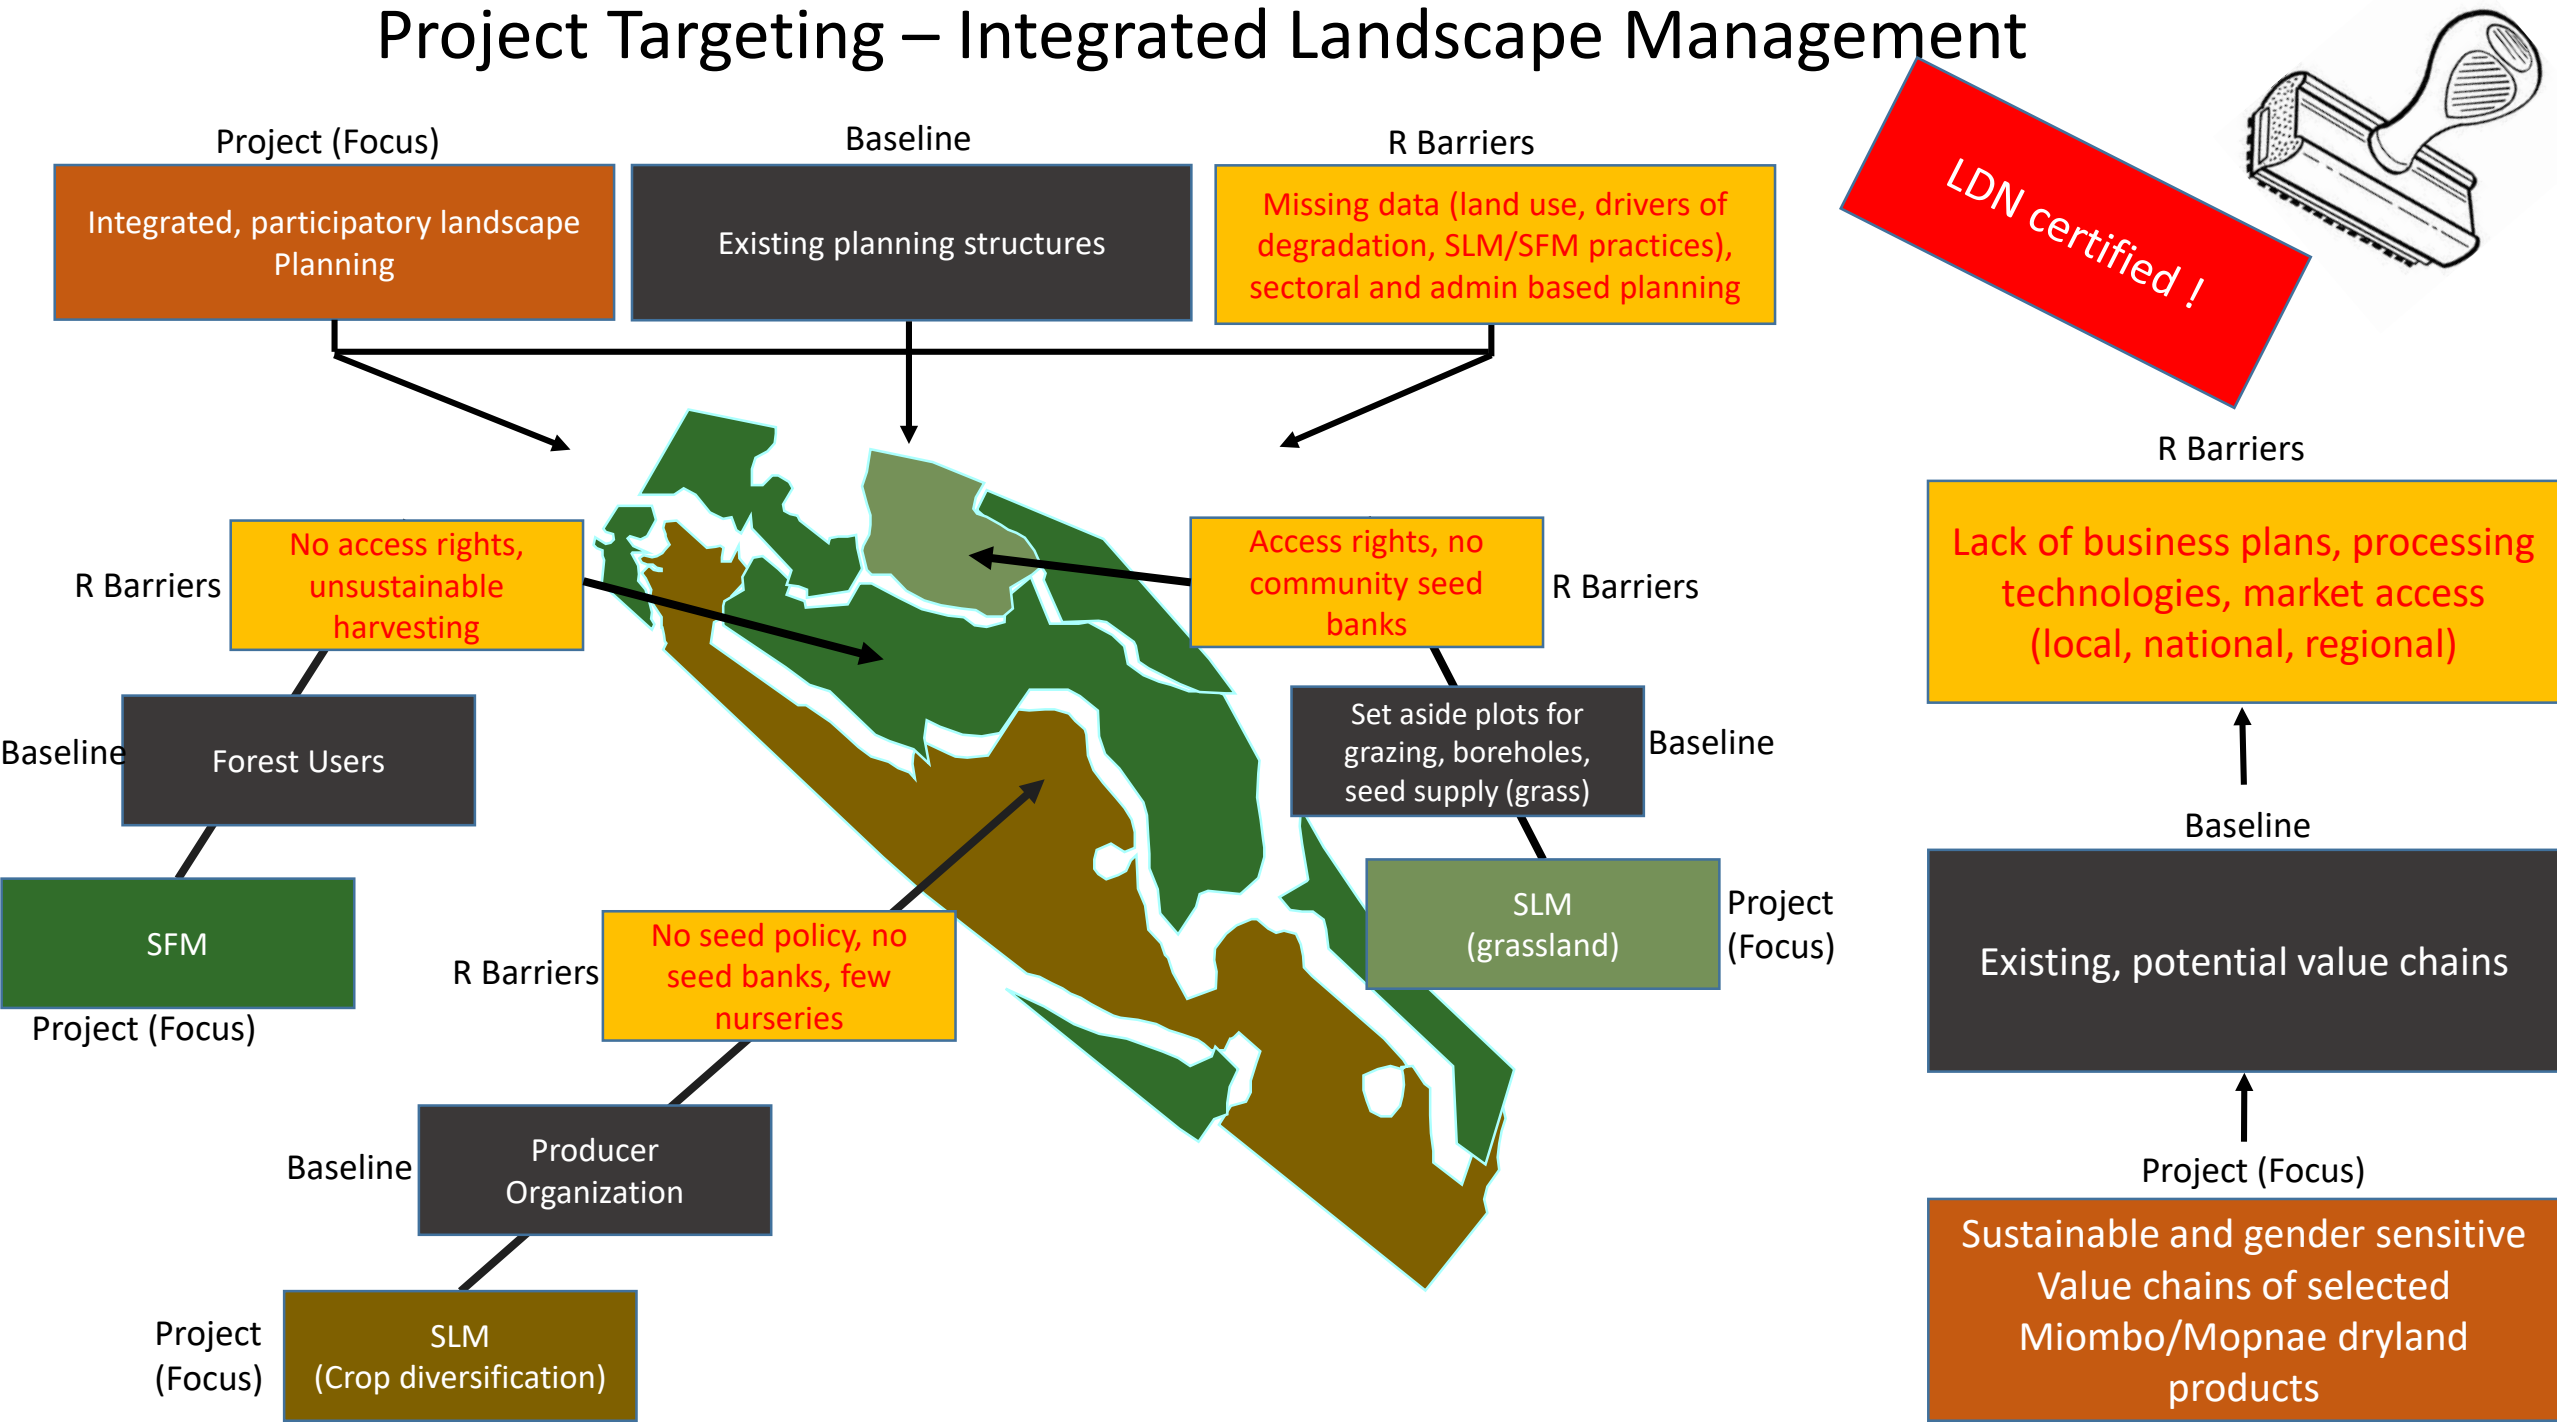 Project Targeting – Integrated Landscape Management
Project (Focus)
Integrated, participatory landscape
Planning
Baseline
Existing planning structures
R Barriers
Missing data (land use, drivers of
degradation, SLM/SFM practices),
sectoral and admin based planning
LDN certified !
R Barriers
No access rights,
unsustainable
harvesting
Baseline
Forest Users
SFM
Project (Focus)
R Barriers
No seed policy, no
seed banks, few
nurseries
Baseline
Producer
Organization
Project
(Focus)
SLM
(Crop diversification)
Access rights, no
community seed
banks
R Barriers
Set aside plots for
grazing, boreholes,
seed supply (grass)
Baseline
SLM
(grassland)
Project
(Focus)
R Barriers
Lack of business plans, processing
technologies, market access
(local, national, regional)
Baseline
Existing, potential value chains
Project (Focus)
Sustainable and gender sensitive
Value chains of selected
Miombo/Mopnae dryland
products